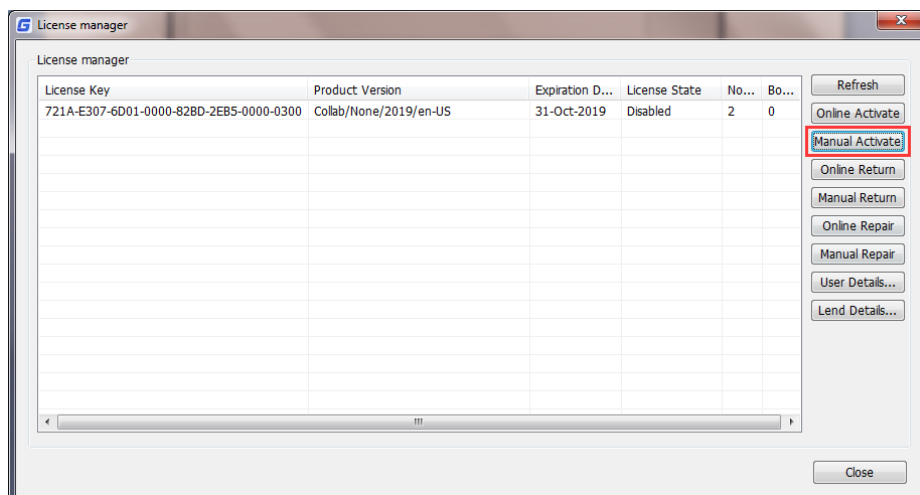 License manager
License manager
License Key Product Version Expiration D... License State No... Bo...
721A-E307-6D01-0000-82BD-2EB5-0000-0300 Collab/None/2019/en-US 31-Oct-2019 Disabled 2 0
Refresh
Online Activate
Manual Activate
Online Return
Manual Return
Online Repair
Manual Repair
User Details...
Lend Details...
Close